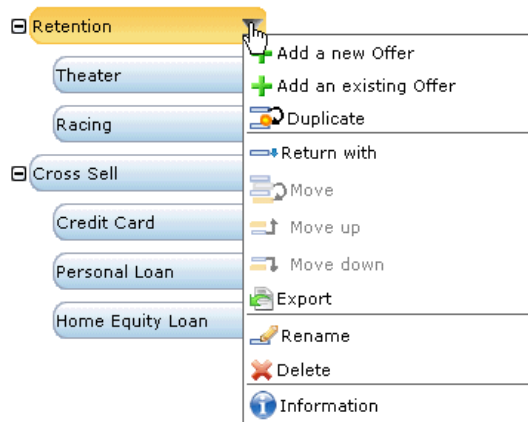 Retention
Theater
Racing
Cross Sell
Credit Card
Personal Loan
Home Equity Loan
Add a new Offer
Add an existing Offer
Duplicate
Return with
Move
Move up
Move down
Export
Rename
Delete
Information